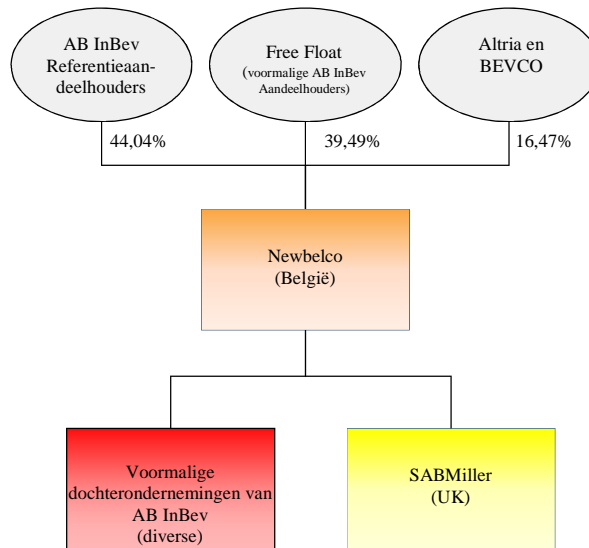 AB InBev
Referentieaan-
deelhouders
Free Float
(voormalige AB InBev
Aandeelhouders)
Altria en
BEVCO
44,04%
39,49%
16,47%
Newbelco
(België)
Voormalige
dochterondernemingen van
AB InBev
(diverse)
SABMiller
(UK)